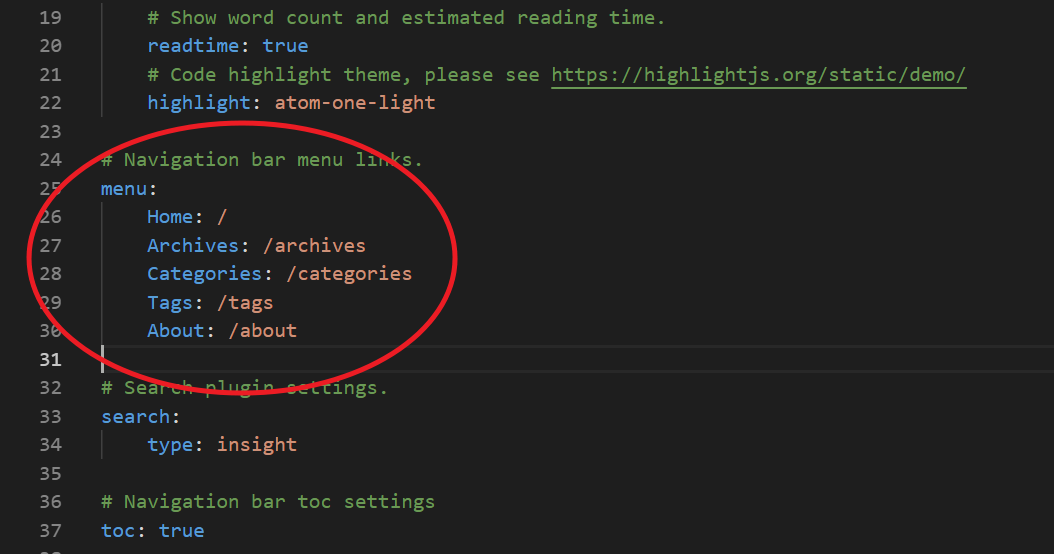 19 # Show word count and estimated reading time.
20 readtime: true
21 # Code highlight theme, please see https://highlightjs.org/static/demo/
22 highlight: atom-one-light
23
24 # Navigation bar menu links.
25 menu:
26 Home: /
27 Archives: /archives
28 Categories: /categories
29 Tags: /tags
30 About: /about
31
32 # Search plugin settings.
33 search:
34 type: insight
35
36 # Navigation bar toc settings
37 toc: true